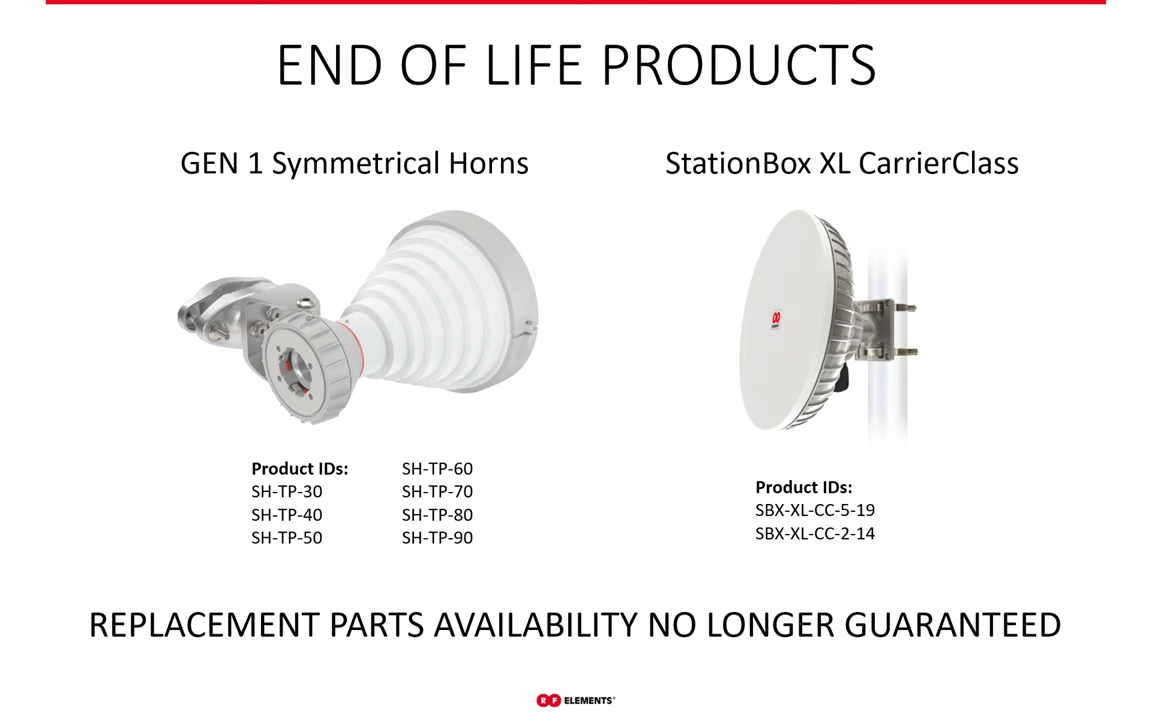 END OF LIFE PRODUCTS
GEN 1 Symmetrical Horns
Product IDs:
SH-TP-30
SH-TP-40
SH-TP-50
SH-TP-60
SH-TP-70
SH-TP-80
SH-TP-90
StationBox XL CarrierClass
Product IDs:
SBX-XL-CC-5-19
SBX-XL-CC-2-14
REPLACEMENT PARTS AVAILABILITY NO LONGER GUARANTEED
RF ELEMENTS®